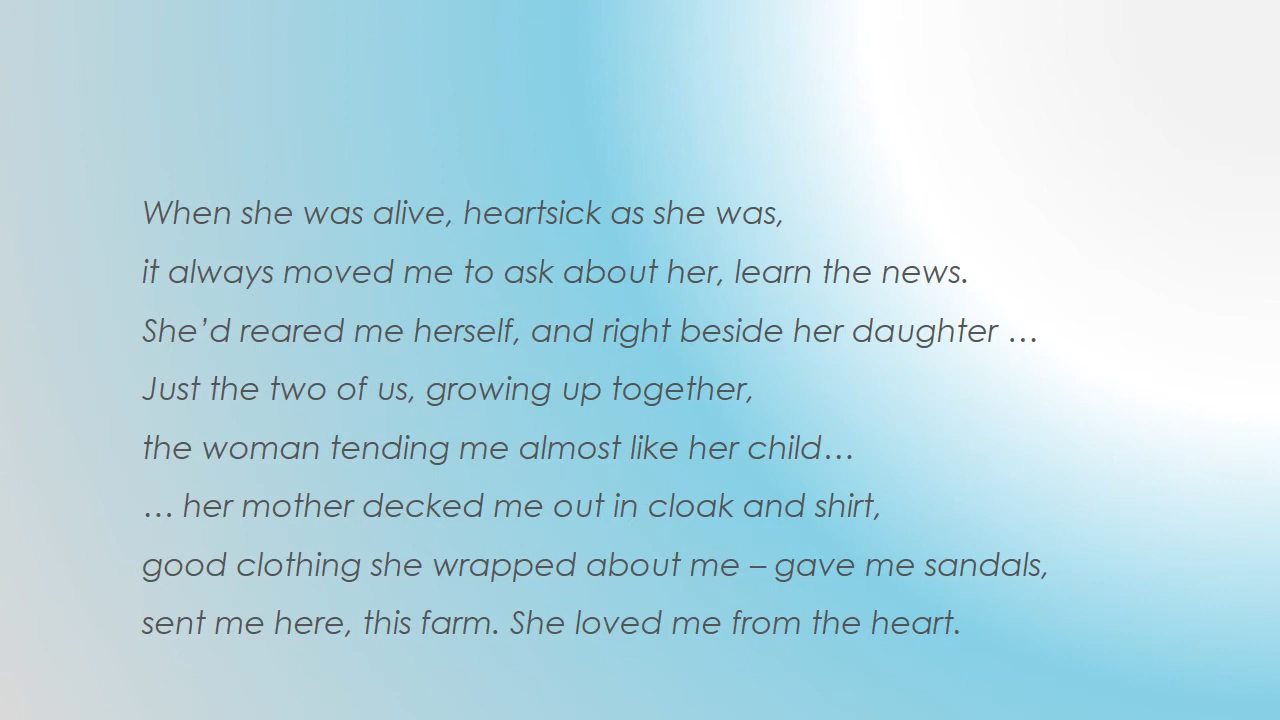 When she was alive, heartsick as she was,
it always moved me to ask about her, learn the news.
She’d reared me herself, and right beside her daughter …
Just the two of us, growing up together,
the woman tending me almost like her child…
… her mother decked me out in cloak and shirt,
good clothing she wrapped about me – gave me sandals,
sent me here, this farm. She loved me from the heart.